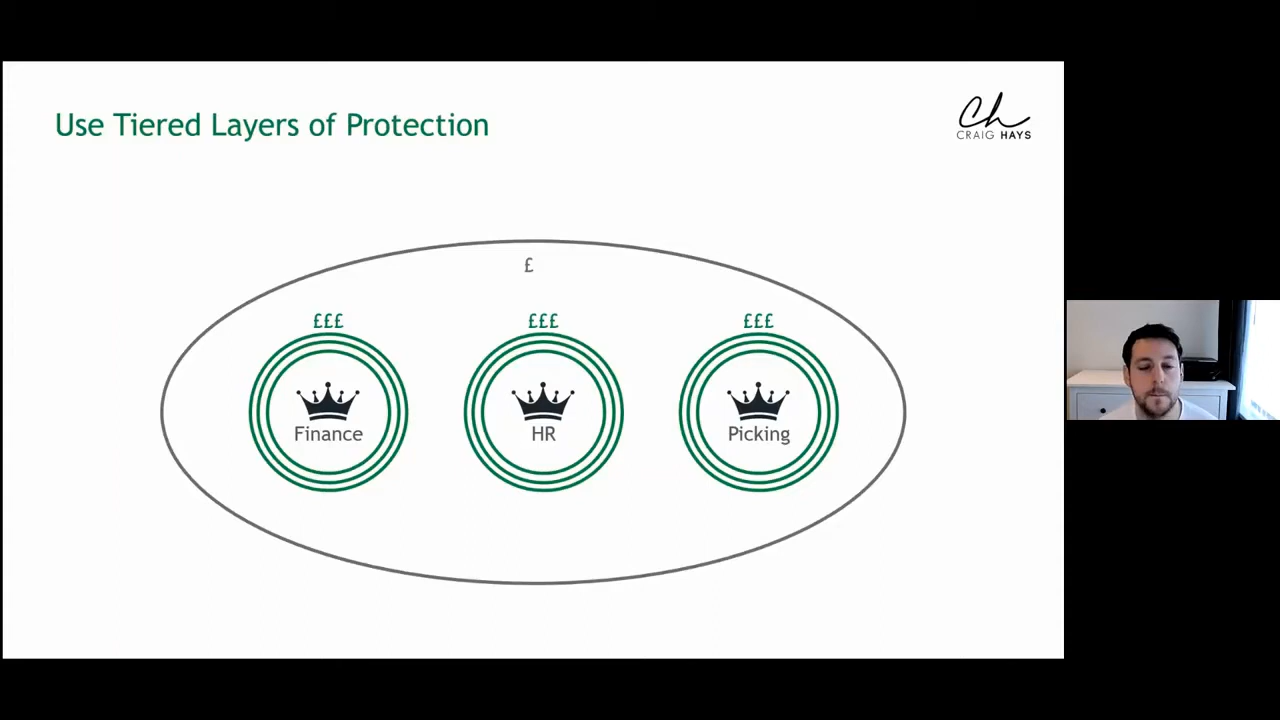 Use Tiered Layers of Protection
Ch
CRAIG HAYS
£
£££ £££ £££
Finance HR Picking